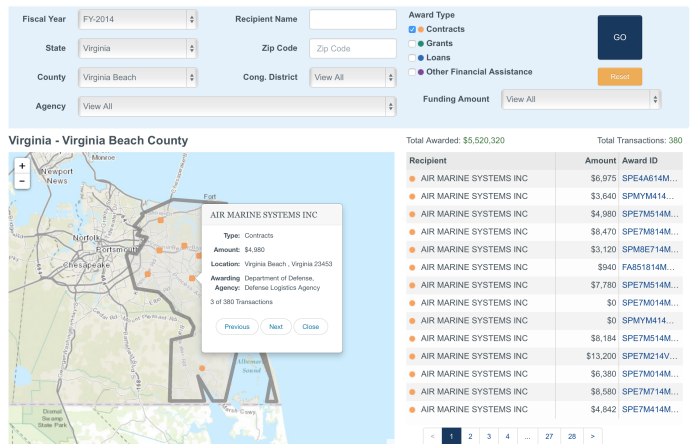 Fiscal Year FY-2014 Recipient Name Award Type
Contracts
State Virginia Zip Code Zip Code Grants
Loans
County Virginia Beach Cong. District View All Other Financial Assistance
Agency View All Funding Amount View All
GO
Reset
Virginia - Virginia Beach County
Total Awarded: $5,520,320 Total Transactions: 380
+
−
Monroe
Newport
News
Fort
Norfolk
Portsmouth
Chesapeake
Albemarle
Sound
Dismal
Swamp
State Park
Marsh Cswy
AIR MARINE SYSTEMS INC
Type: Contracts
Amount: $4,980
Location: Virginia Beach , Virginia 23453
Awarding Department of Defense,
Agency: Defense Logistics Agency
3 of 380 Transactions
Previous Next Close
Recipient Amount Award ID
AIR MARINE SYSTEMS INC $6,975 SPE4A614M...
AIR MARINE SYSTEMS INC $3,640 SPMYM414...
AIR MARINE SYSTEMS INC $4,980 SPE7M514M...
AIR MARINE SYSTEMS INC $8,470 SPE7M814M...
AIR MARINE SYSTEMS INC $3,120 SPM8E714M...
AIR MARINE SYSTEMS INC $940 FA851814M...
AIR MARINE SYSTEMS INC $7,780 SPE7M514M...
AIR MARINE SYSTEMS INC $0 SPE7M014M...
AIR MARINE SYSTEMS INC $0 SPMYM414...
AIR MARINE SYSTEMS INC $8,184 SPE7M514M...
AIR MARINE SYSTEMS INC $13,200 SPE7M214V...
AIR MARINE SYSTEMS INC $6,380 SPE7M014M...
AIR MARINE SYSTEMS INC $8,580 SPE7M714M...
AIR MARINE SYSTEMS INC $4,842 SPE7M414M...
< 1 2 3 4 ... 27 28 >